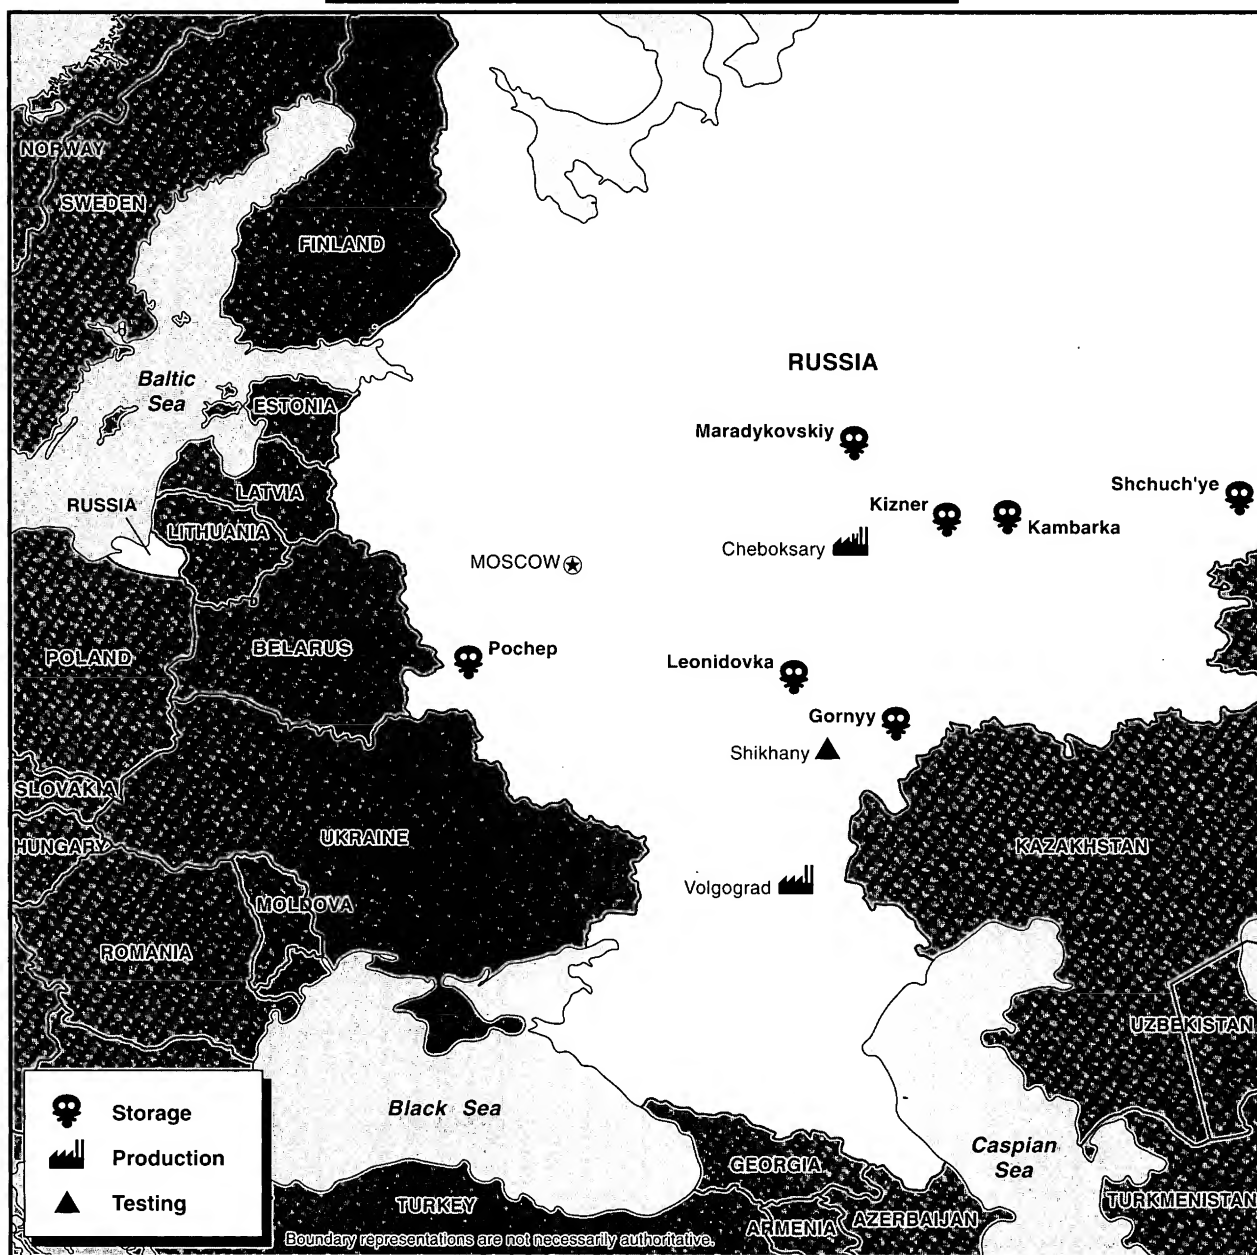 NORWAY
SWEDEN
FINLAND
RUSSIA
Baltic
Sea
ESTONIA
Maradykovskiy
Shchuch'ye
LATVIA
RUSSIA
Kizner
Kambarka
LITHUANIA
Cheboksary
MOSCOW
BELARUS
Pochep
POLAND
Leonidovka
Gornyy
Shikhany
SLOVAKIA
UKRAINE
HUNGARY
KAZAKHSTAN
Volgograd
MOLDOVA
ROMANIA
UZBEKISTAN
Storage
Black Sea
Production
Caspian
Sea
GEORGIA
Testing
TURKEY
TURKMENISTAN
ARMENIA
AZERBAIJAN
Boundary representations are not necessarily authoritative.